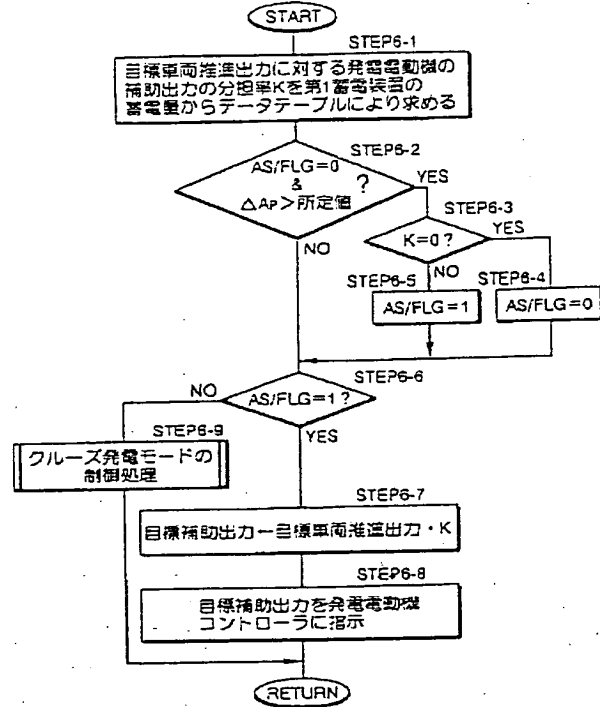 START
STEP6-1
目標車両推進出力に対する発電電動機の
補助出力の分担率Kを第1蓄電装置の
蓄電量からデータテーブルにより求める
STEP6-2
AS/FLG=0
&
△AP>所定値
?
YES
NO
STEP6-3
K=0?
YES
NO
STEP6-5
AS/FLG=1
STEP6-4
AS/FLG=0
STEP6-6
AS/FLG=1?
NO
YES
STEP6-9
クルーズ発電モードの
制御処理
STEP6-7
目標補助出力←目標車両推進出力・K
STEP6-8
目標補助出力を発電電動機
コントローラに指示
RETURN